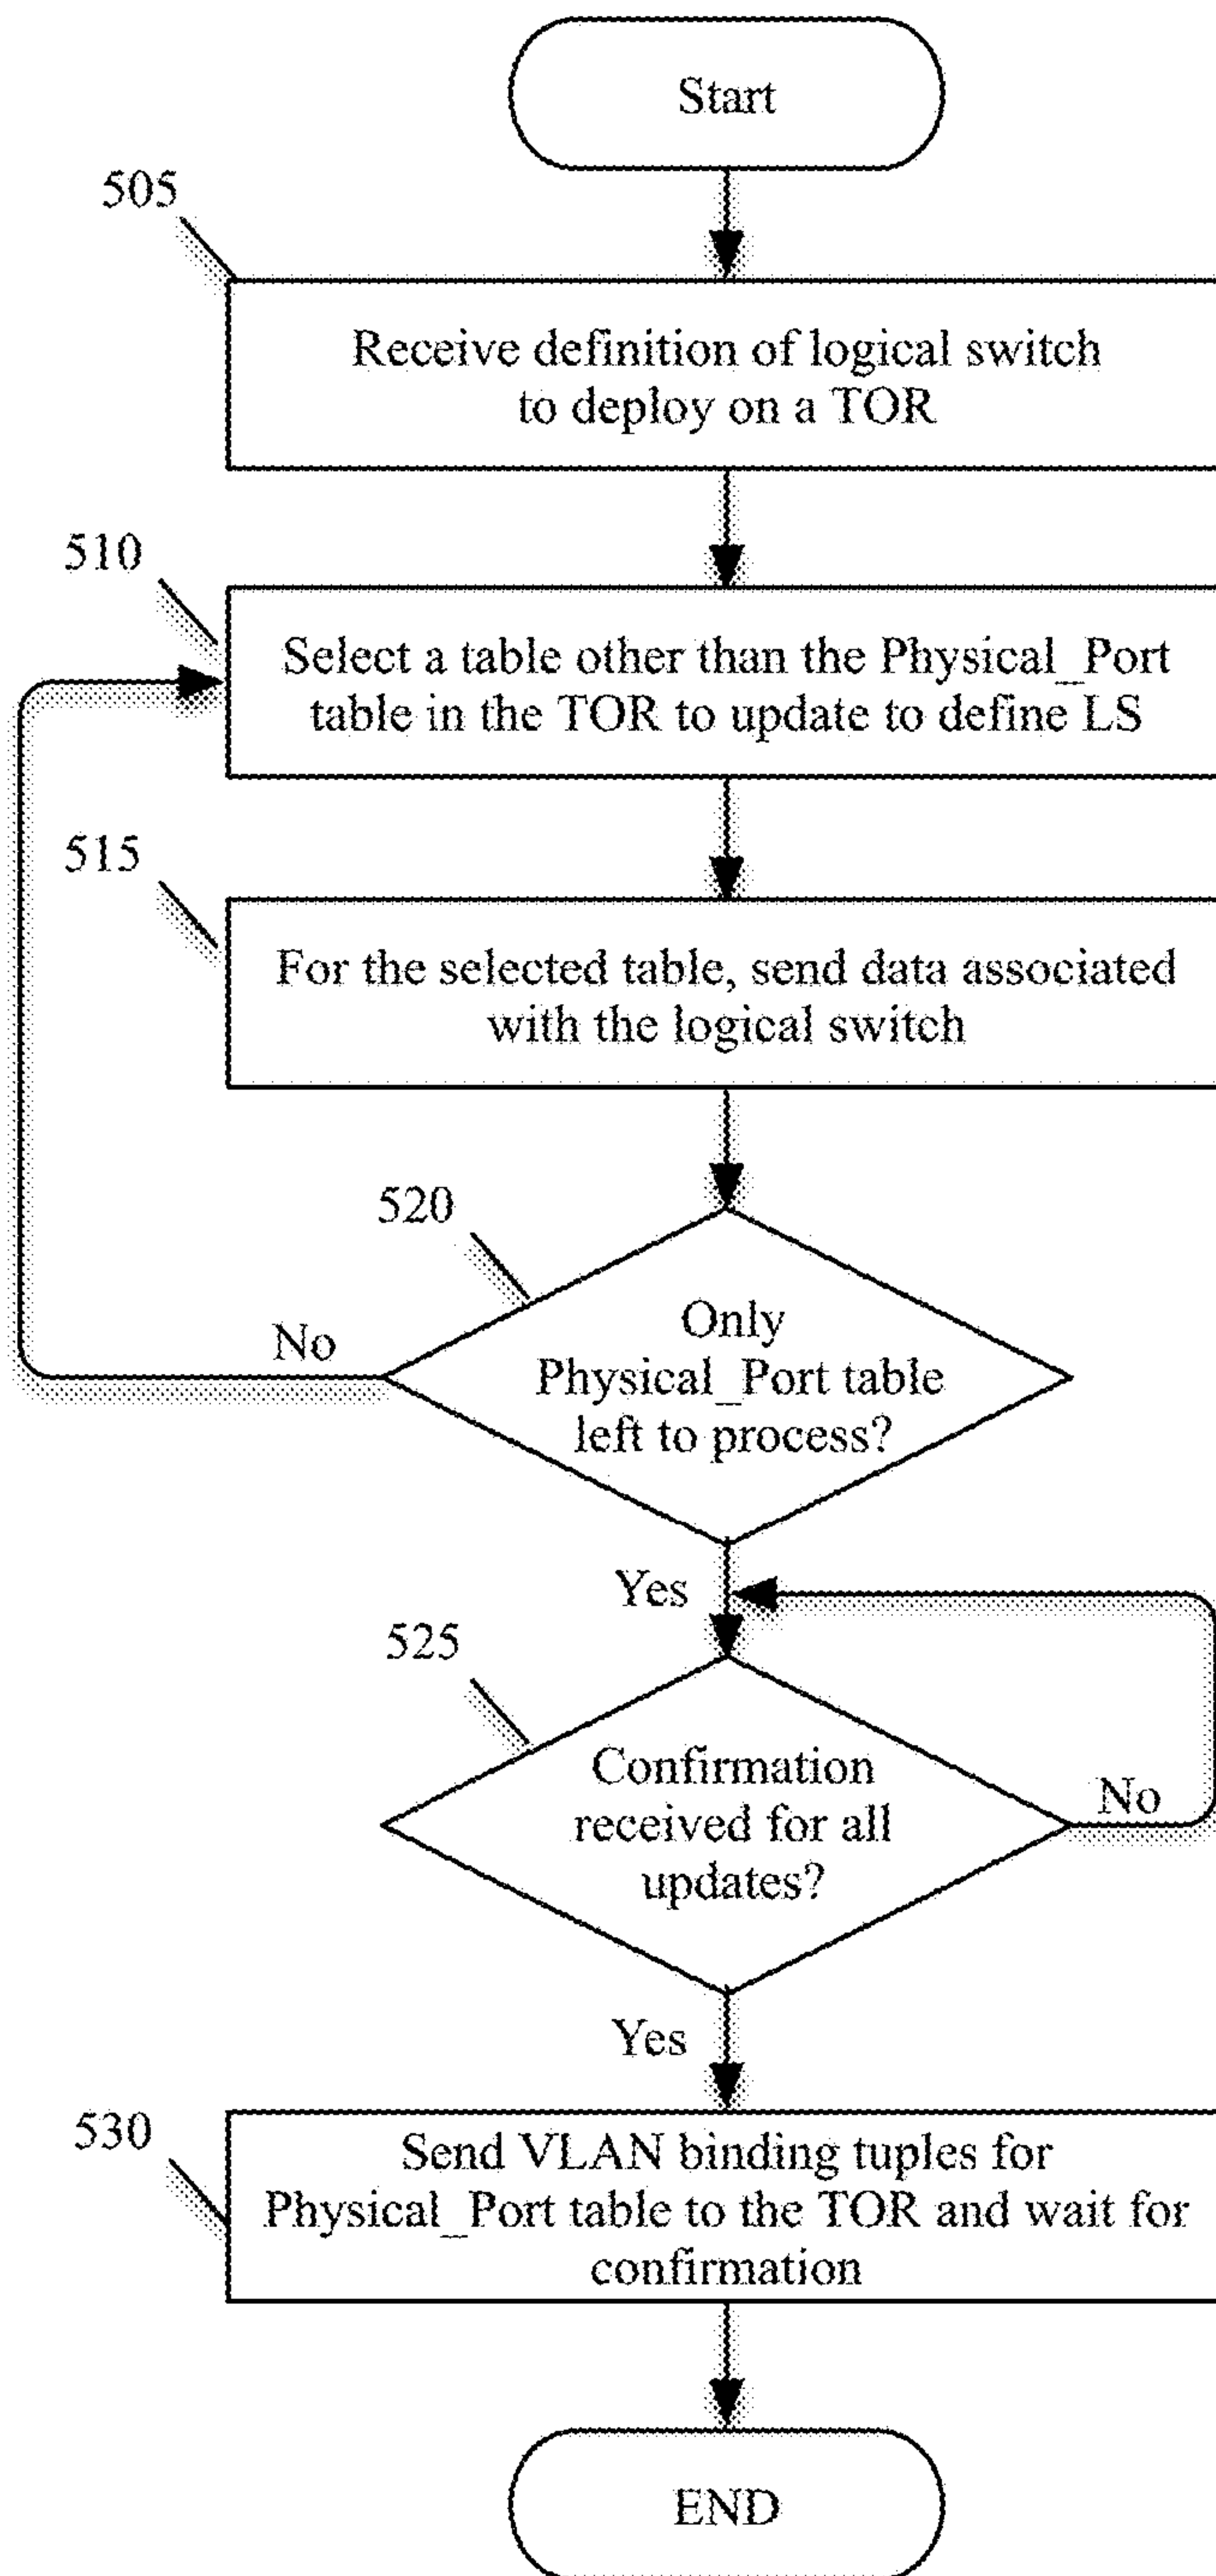 Start
505
Receive definition of logical switch
to deploy on a TOR
510
Select a table other than the Physical_Port
table in the TOR to update to define LS
515
For the selected table, send data associated
with the logical switch
520
Only
Physical_Port table
left to process?
No
Yes
525
Confirmation
received for all
updates?
No
Yes
530
Send VLAN binding tuples for
Physical_Port table to the TOR and wait for
confirmation
END